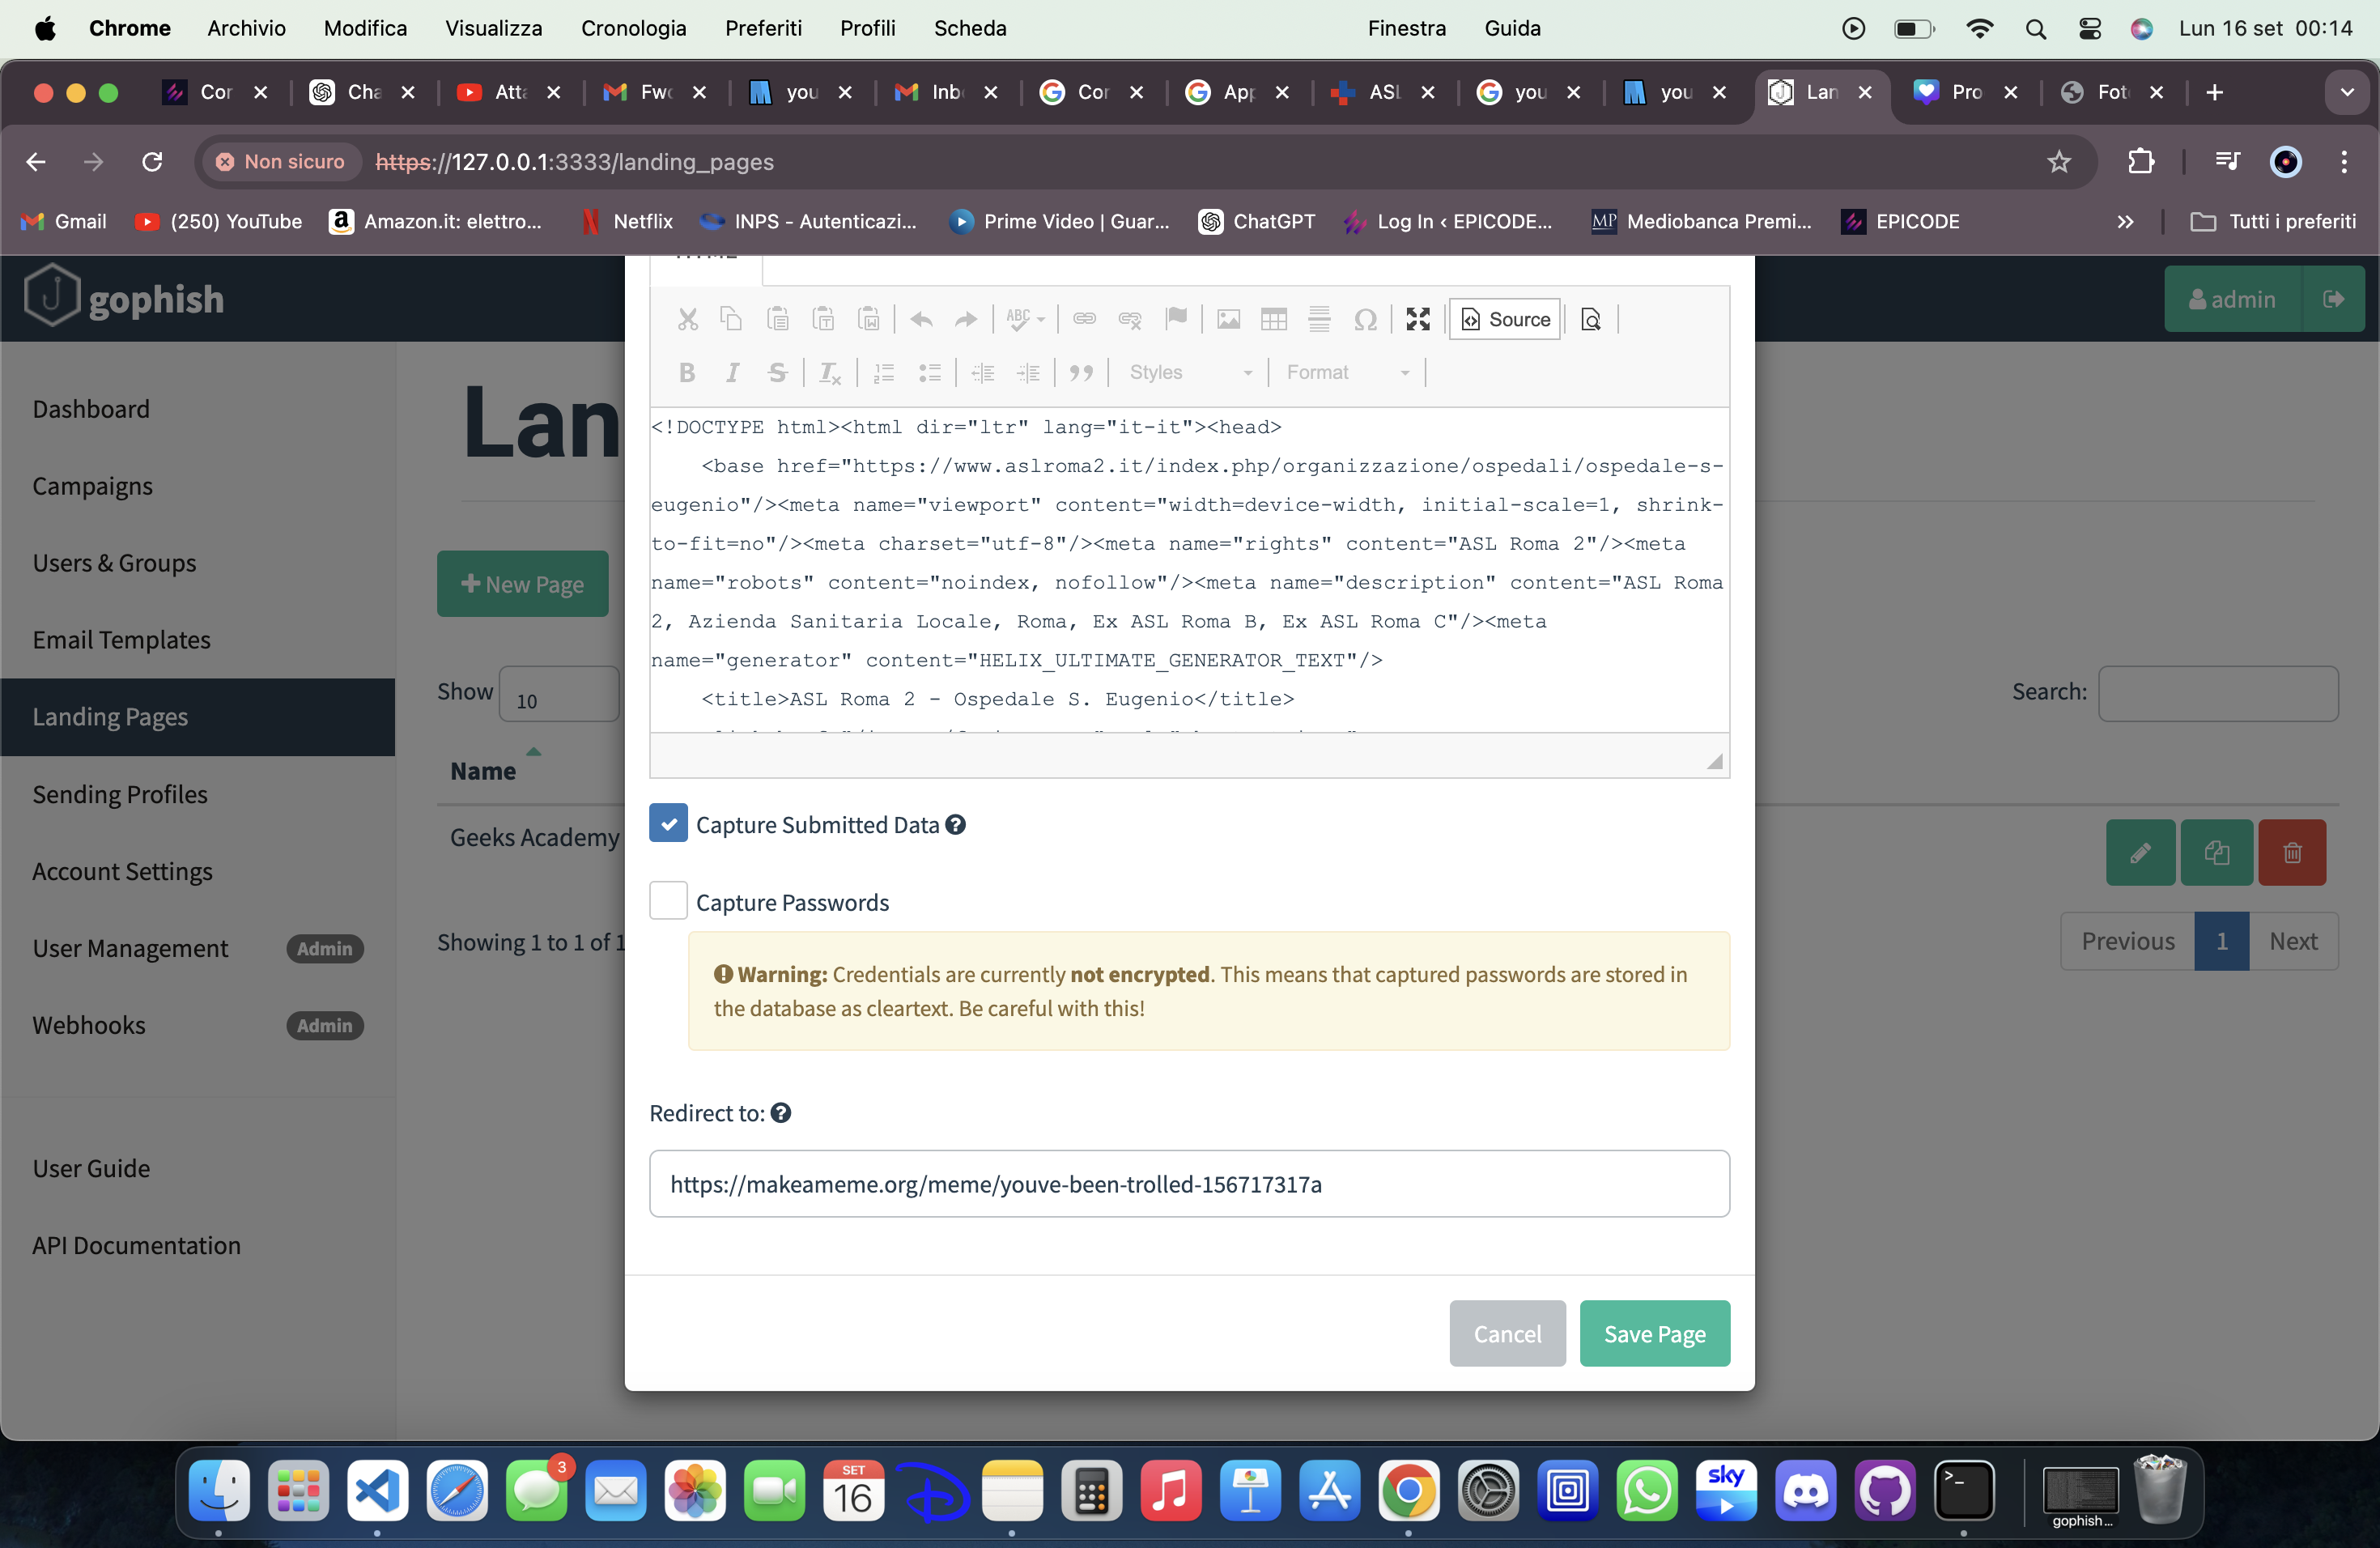 Chrome Archivio Modifica Visualizza Cronologia Preferiti Profili Scheda Finestra Guida Lun 16 set 00:14
Cor Cha Atta Fwc you Inb Cor App ASL you you Lan Pro Fot
Non sicuro https://127.0.0.1:3333/landing_pages
Gmail (250) YouTube Amazon.it: elettro... Netflix INPS - Autenticazi... Prime Video | Guar... ChatGPT Log In ‹ EPICODE... MP Mediobanca Premi... EPICODE » Tutti i preferiti
gophish
admin
Source
Styles Format
Dashboard
Campaigns
Users & Groups
Email Templates
Landing Pages
Sending Profiles
Account Settings
User Management Admin
Webhooks Admin
User Guide
API Documentation
Lan
New Page
Show 10
Search:
Name
Geeks Academy
Showing 1 to 1 of 1
Previous 1 Next
<!DOCTYPE html><html dir="ltr" lang="it-it"><head>
<base href="https://www.aslroma2.it/index.php/organizzazione/ospedali/ospedale-s-
eugenio"/><meta name="viewport" content="width=device-width, initial-scale=1, shrink-
to-fit=no"/><meta charset="utf-8"/><meta name="rights" content="ASL Roma 2"/><meta
name="robots" content="noindex, nofollow"/><meta name="description" content="ASL Roma
2, Azienda Sanitaria Locale, Roma, Ex ASL Roma B, Ex ASL Roma C"/><meta
name="generator" content="HELIX_ULTIMATE_GENERATOR_TEXT"/>
<title>ASL Roma 2 - Ospedale S. Eugenio</title>
Capture Submitted Data
Capture Passwords
Warning: Credentials are currently not encrypted. This means that captured passwords are stored in
the database as cleartext. Be careful with this!
Redirect to:
https://makeameme.org/meme/youve-been-trolled-156717317a
Cancel Save Page
3
SET
16
sky
gophish...